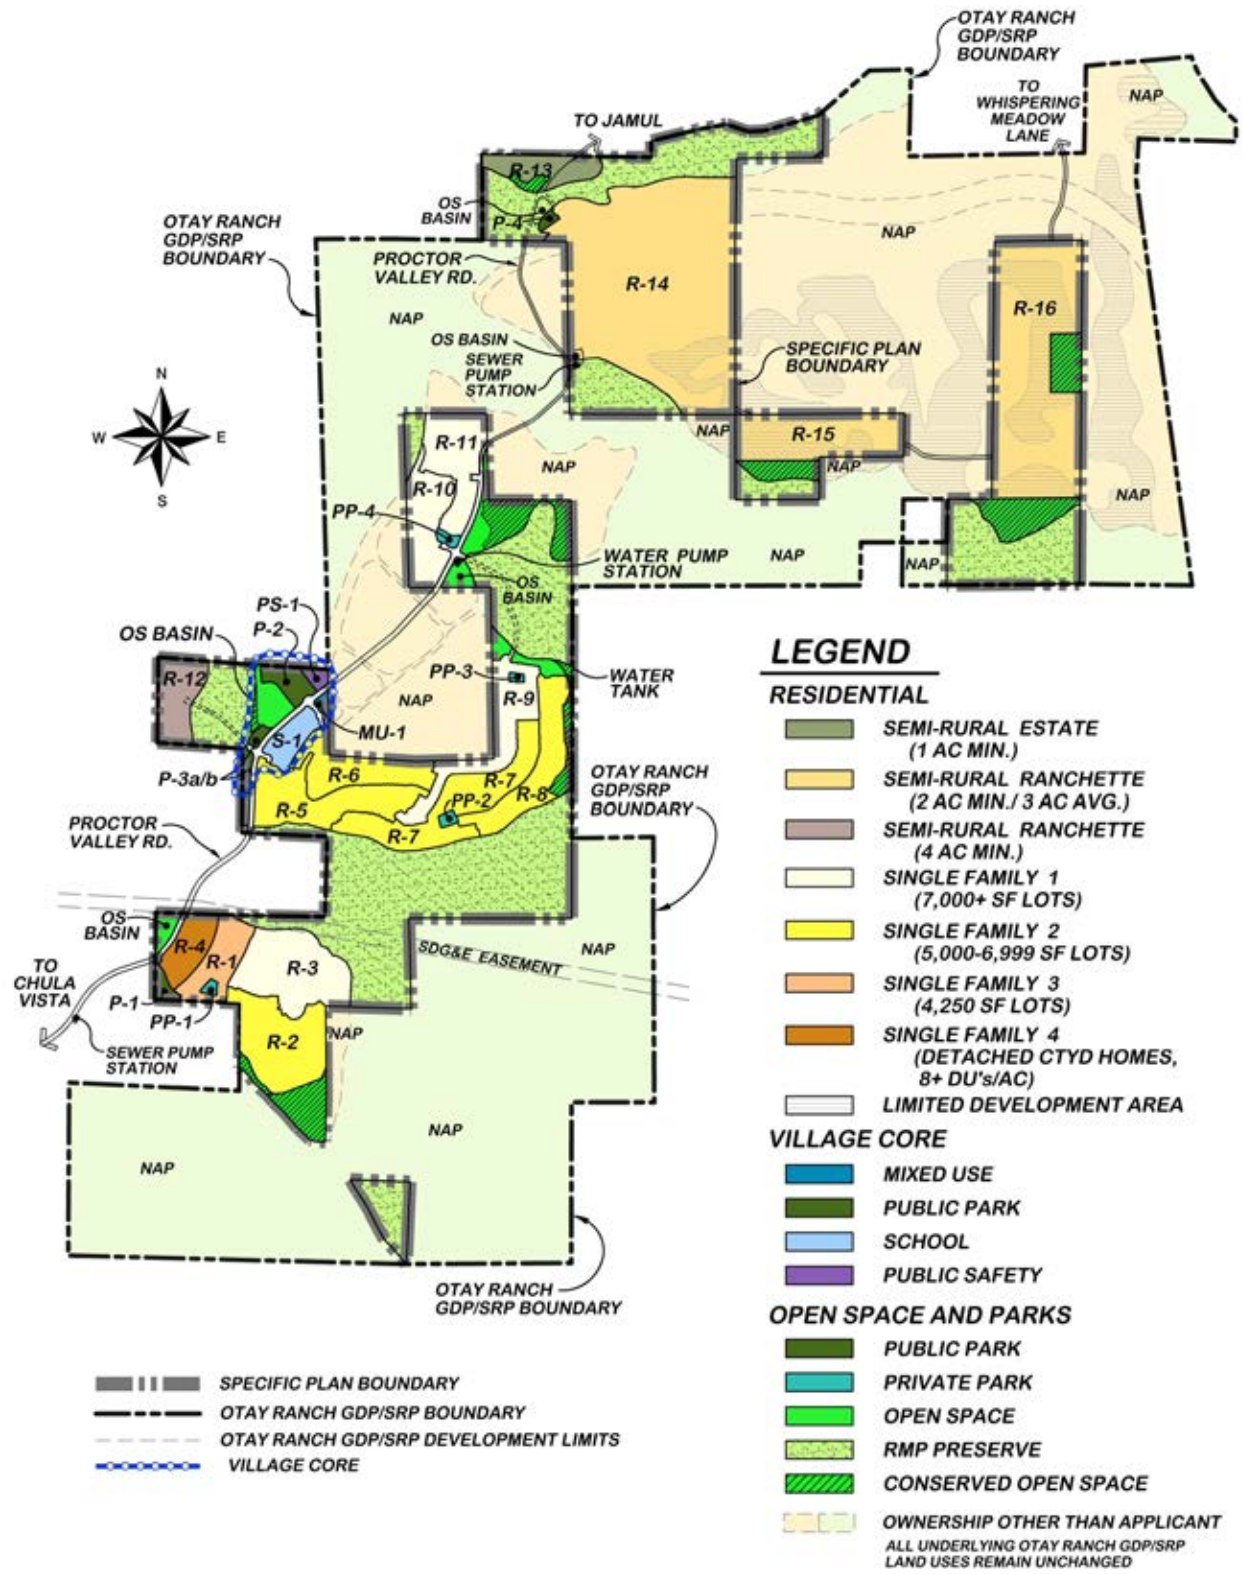 OTAY RANCH
GDP/SRP
BOUNDARY
TO
WHISPERING
MEADOW
LANE
NAP
TO JAMUL
R-13
OS
BASIN
P-4
OTAY RANCH
GDP/SRP
BOUNDARY
PROCTOR
VALLEY RD.
NAP
R-14
R-16
NAP
OS BASIN
SEWER
PUMP
STATION
SPECIFIC PLAN
BOUNDARY
N
W
E
S
R-11
NAP
R-15
NAP
NAP
R-10
NAP
PP-4
WATER PUMP
STATION
NAP
NAP
OS
BASIN
PS-1
P-2
OS BASIN
R-12
PP-3
R-9
WATER
TANK
NAP
MU-1
S-1
P-3a/b
R-6
R-7
R-5
PP-2
R-8
R-7
OTAY RANCH
GDP/SRP
BOUNDARY
PROCTOR
VALLEY RD.
OS
BASIN
R-4
R-1
R-3
SDG&E EASEMENT
NAP
TO
CHULA
VISTA
P-1
PP-1
SEWER PUMP
STATION
R-2
NAP
NAP
NAP
OTAY RANCH
GDP/SRP BOUNDARY
SPECIFIC PLAN BOUNDARY
OTAY RANCH GDP/SRP BOUNDARY
OTAY RANCH GDP/SRP DEVELOPMENT LIMITS
VILLAGE CORE
LEGEND
RESIDENTIAL
SEMI-RURAL ESTATE
(1 AC MIN.)
SEMI-RURAL RANCHETTE
(2 AC MIN./ 3 AC AVG.)
SEMI-RURAL RANCHETTE
(4 AC MIN.)
SINGLE FAMILY 1
(7,000+ SF LOTS)
SINGLE FAMILY 2
(5,000-6,999 SF LOTS)
SINGLE FAMILY 3
(4,250 SF LOTS)
SINGLE FAMILY 4
(DETACHED CTYD HOMES,
8+ DU's/AC)
LIMITED DEVELOPMENT AREA
VILLAGE CORE
MIXED USE
PUBLIC PARK
SCHOOL
PUBLIC SAFETY
OPEN SPACE AND PARKS
PUBLIC PARK
PRIVATE PARK
OPEN SPACE
RMP PRESERVE
CONSERVED OPEN SPACE
OWNERSHIP OTHER THAN APPLICANT
ALL UNDERLYING OTAY RANCH GDP/SRP
LAND USES REMAIN UNCHANGED